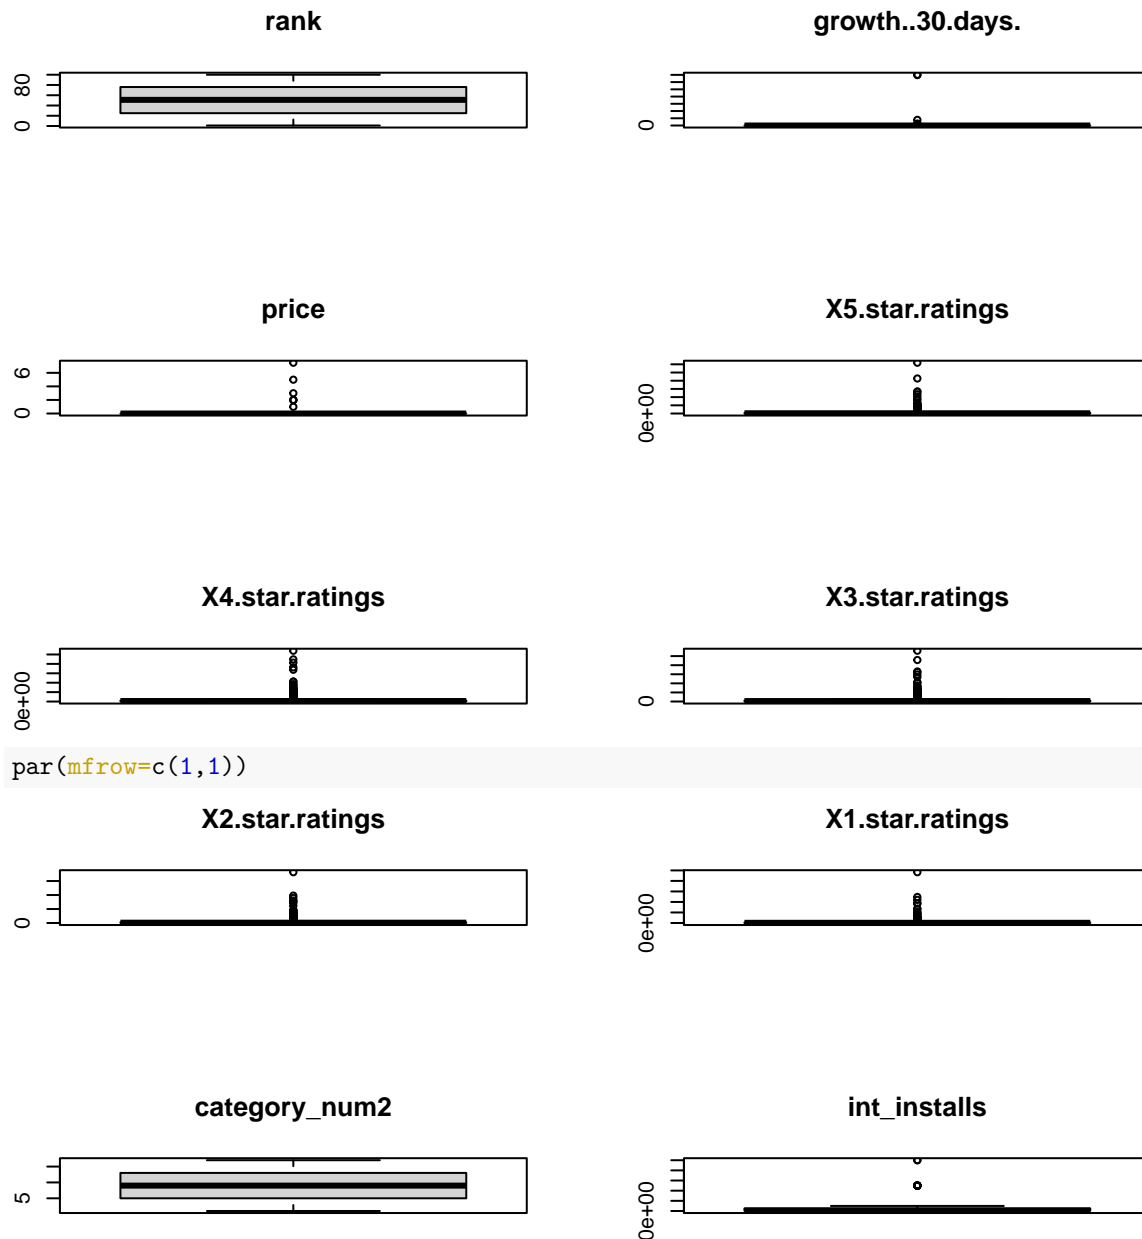 rank growth..30.days.
80
0 0
price X5.star.ratings
6
0 0e+00
X4.star.ratings X3.star.ratings
0e+00 0
par(mfrow=c(1,1))
X2.star.ratings X1.star.ratings
0 0e+00
category_num2 int_installs
5 0e+00